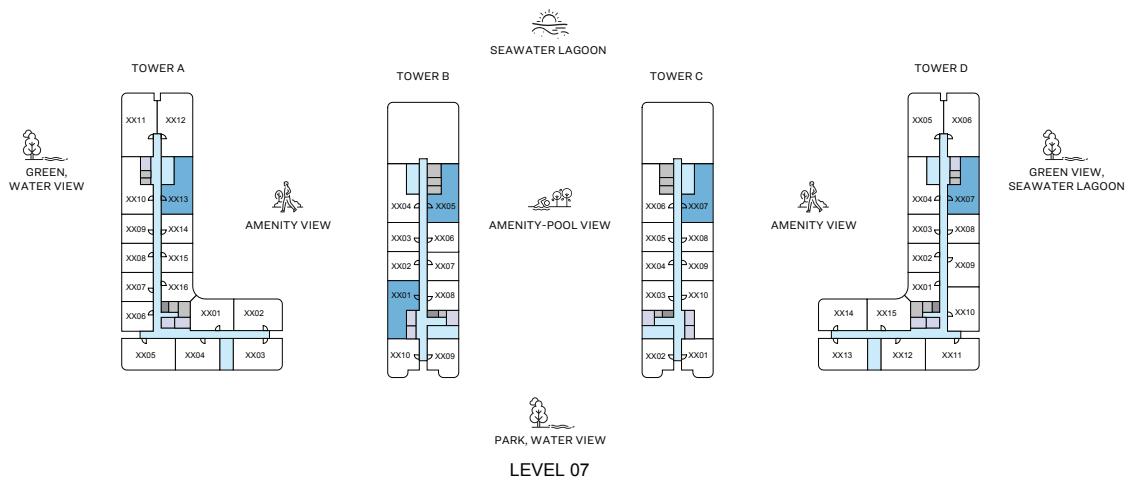 SEAWATER LAGOON
TOWER A
TOWER B
TOWER C
TOWER D
GREEN,
WATER VIEW
AMENITY VIEW
AMENITY-POOL VIEW
AMENITY VIEW
GREEN VIEW,
SEAWATER LAGOON
XX11 XX12
XX10 XX13
XX09 XX14
XX08 XX15
XX07 XX16
XX06 XX01 XX02
XX05 XX04 XX03
XX04 XX05
XX03 XX06
XX02 XX07
XX01 XX08
XX10 XX09
XX06 XX07
XX05 XX08
XX04 XX09
XX03 XX10
XX02 XX01
XX05 XX06
XX04 XX07
XX03 XX08
XX02 XX09
XX01
XX14 XX15 XX10
XX13 XX12 XX11
PARK, WATER VIEW
LEVEL 07